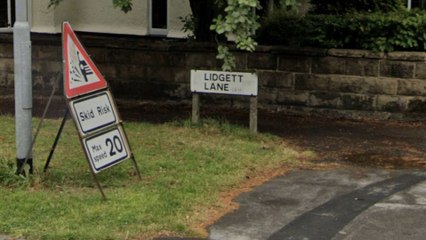 Skid Risk
Max
speed 20
LIDGETT
LANE